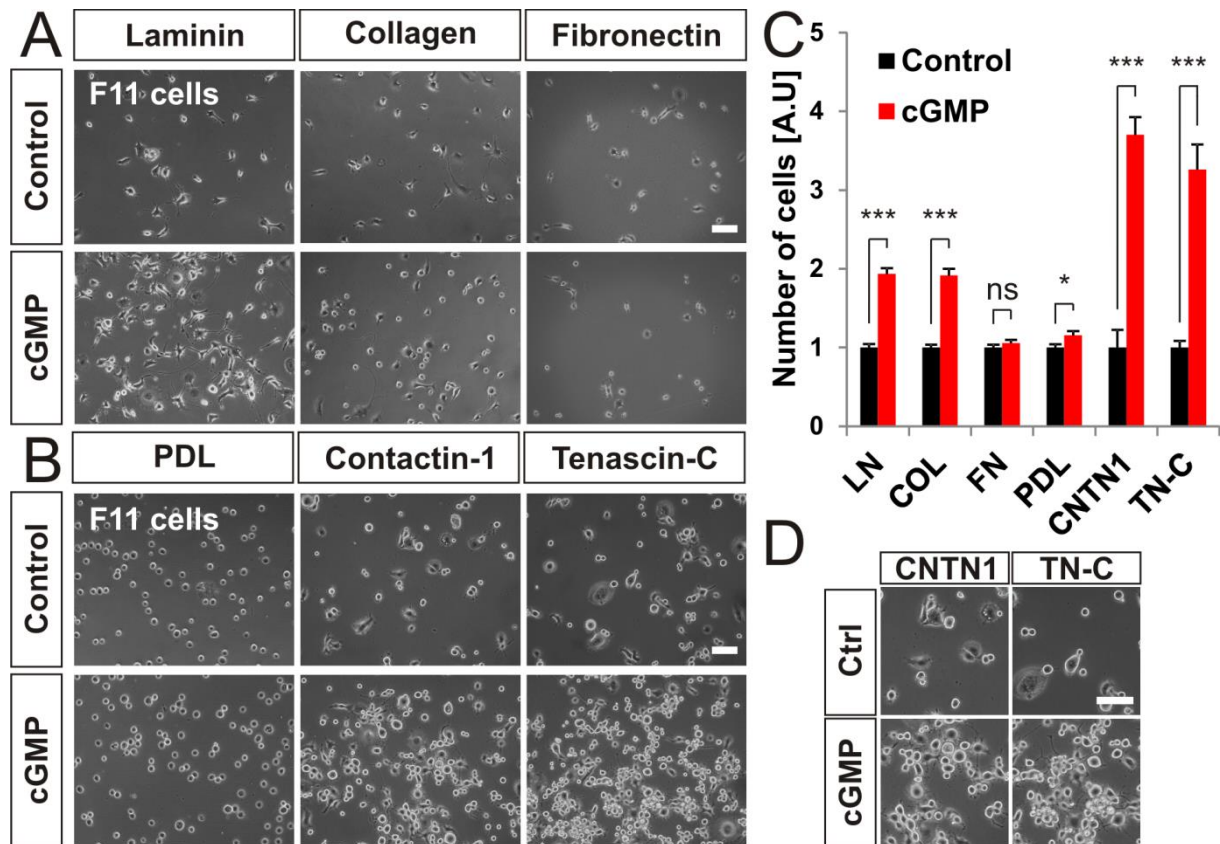 A
Laminin Collagen Fibronectin
Control
F11 cells
cGMP
B
PDL Contactin-1 Tenascin-C
Control
F11 cells
cGMP
C
Number of cells [A.U]
5
4
3
2
1
0
Control
cGMP
*** *** ns * *** ***
LN COL FN PDL CNTN1 TN-C
D
CNTN1 TN-C
Ctrl
cGMP